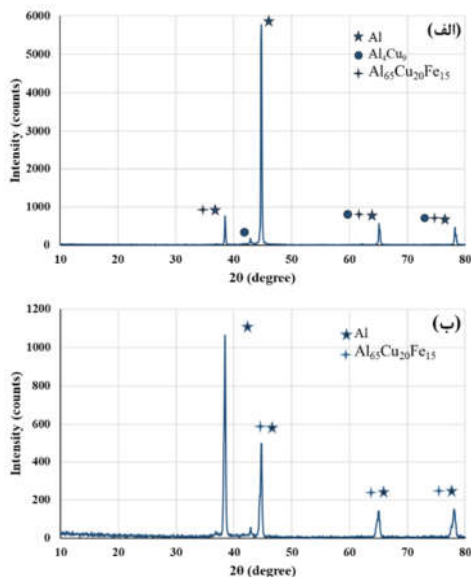 (الف)
★ Al
● Al₄Cu₉
✦ Al₆₅Cu₂₀Fe₁₅
Intensity (counts)
6000
5000
4000
3000
2000
1000
0
10 20 30 40 50 60 70 80
2θ (degree)
(ب)
★ Al
✦ Al₆₅Cu₂₀Fe₁₅
Intensity (counts)
1200
1000
800
600
400
200
0
10 20 30 40 50 60 70 80
2θ (degree)